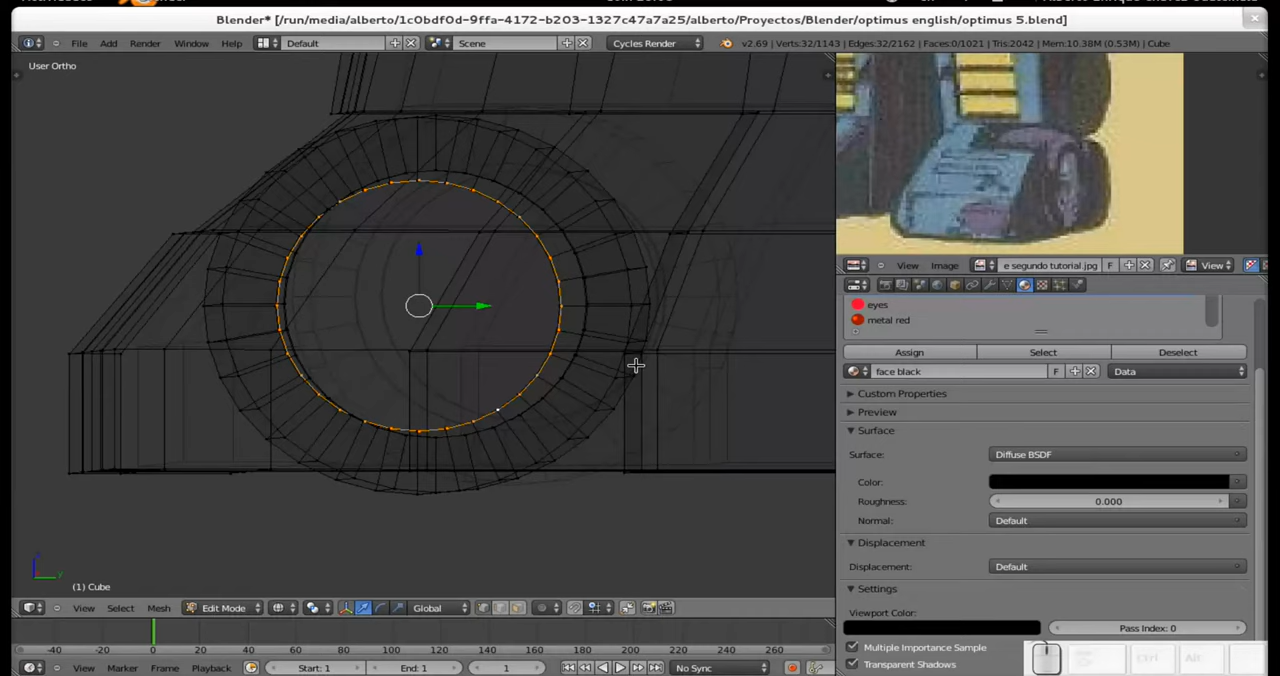 Blender* [/run/media/alberto/1c0bdf0d-9ffa-4172-b203-1327c47a7a25/alberto/Proyectos/Blender/optimus english/optimus 5.blend]
File Add Render Window Help Default Scene Cycles Render v2.69 | Verts:32/1143 | Edges:32/2162 | Faces:0/1021 | Tris:2042 | Mem:10.38M (0.53M) | Cube
User Ortho
View Image e segundo tutorial.jpg F View
eyes
metal red
Assign Select Deselect
face black F Data
Custom Properties
Preview
Surface
Surface: Diffuse BSDF
Color:
Roughness: 0.000
Normal: Default
Displacement
Displacement: Default
Settings
Viewport Color:
Pass Index: 0
Multiple Importance Sample
Transparent Shadows
Ctrl Alt
(1) Cube
View Select Mesh Edit Mode Global
-40 -20 0 20 40 60 80 100 120 140 160 180 200 220 240 260
View Marker Frame Playback Start: 1 End: 1 1 No Sync